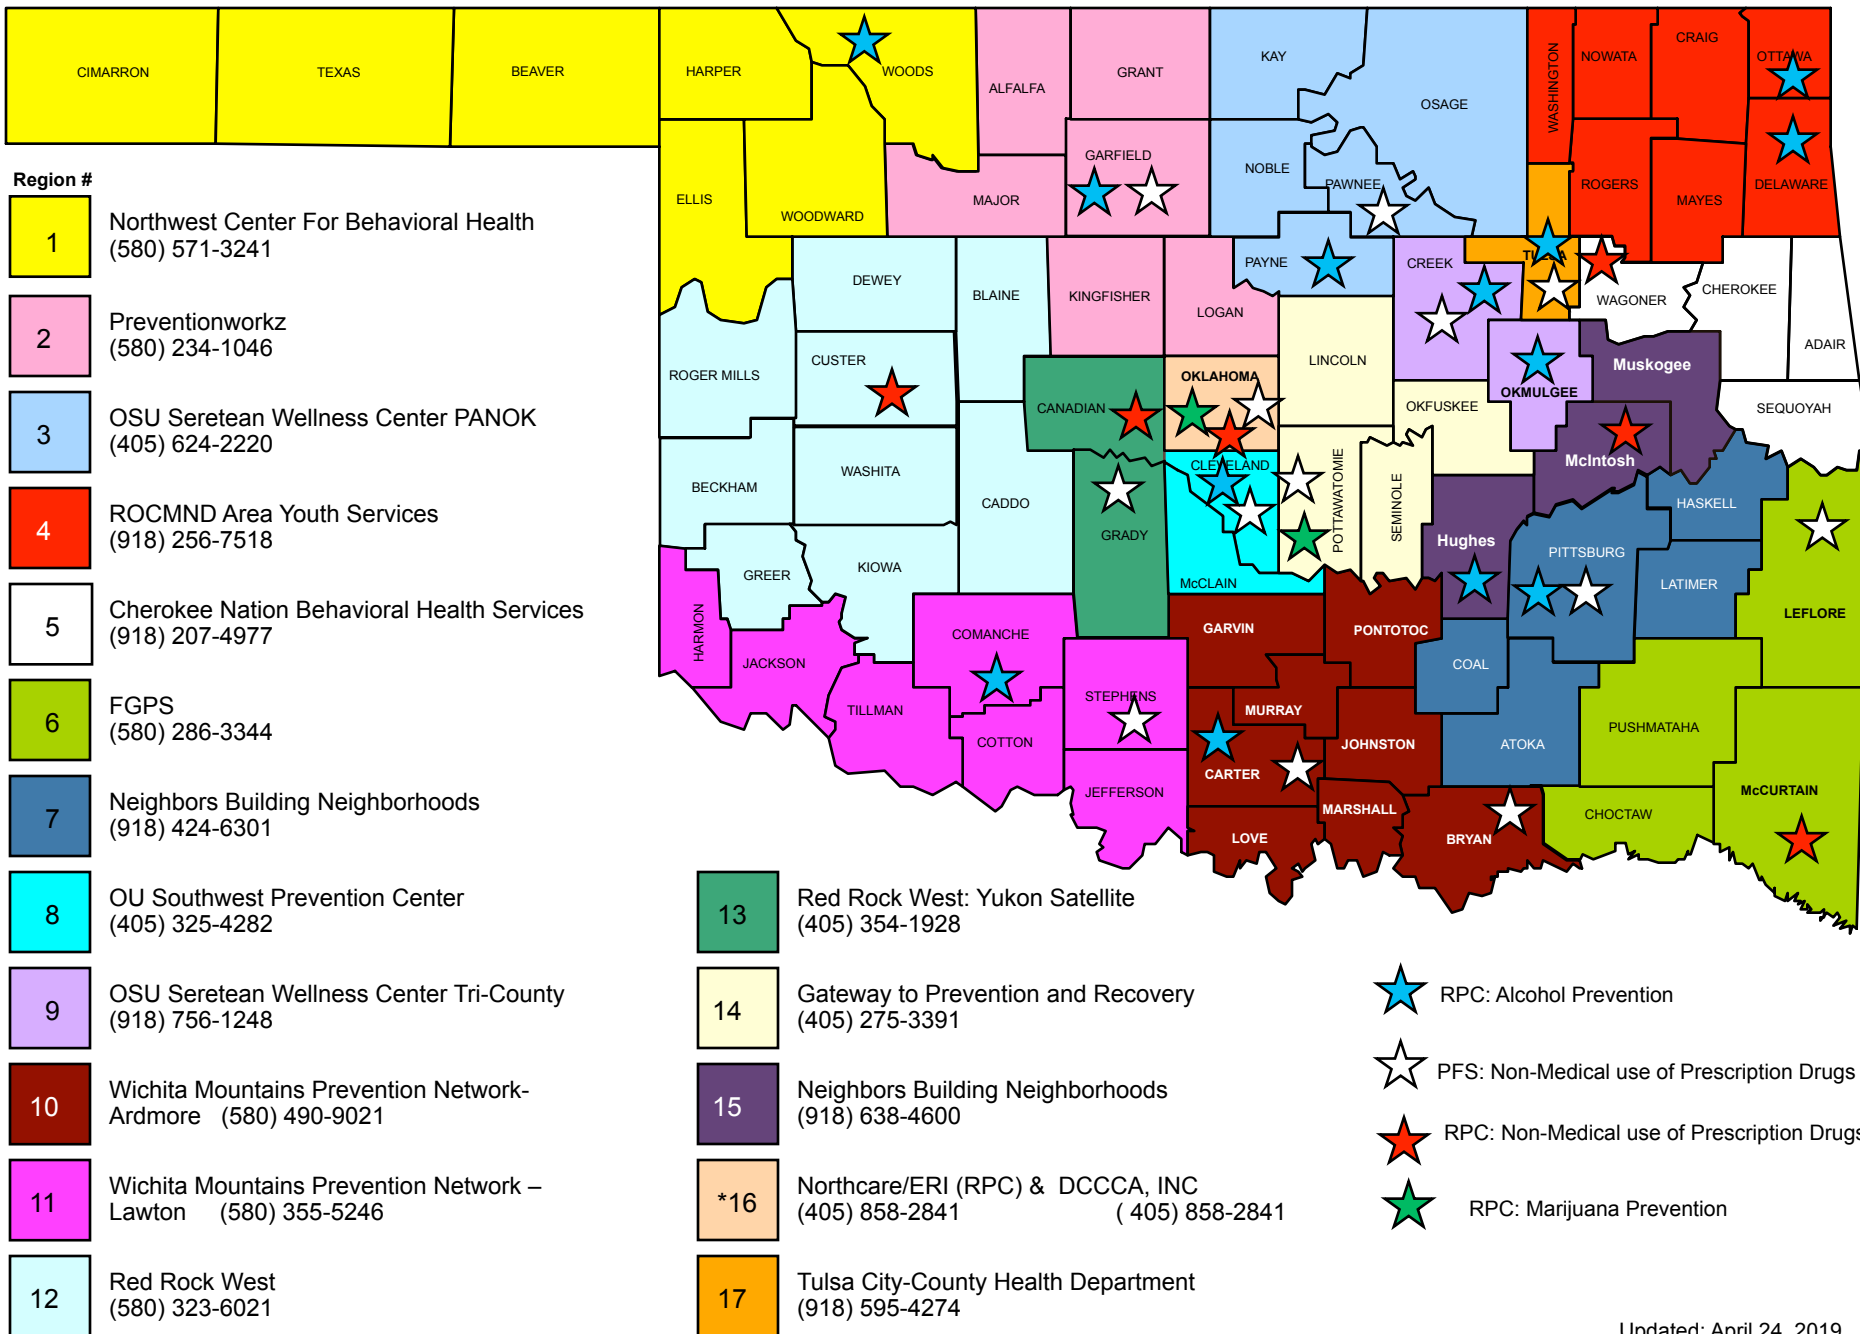 CIMARRON
TEXAS
BEAVER
HARPER
WOODS
ALFALFA
GRANT
KAY
OSAGE
WASHINGTON
NOWATA
CRAIG
OTTAWA
ELLIS
WOODWARD
MAJOR
GARFIELD
NOBLE
PAWNEE
ROGERS
MAYES
DELAWARE
DEWEY
BLAINE
KINGFISHER
LOGAN
PAYNE
CREEK
TULSA
WAGONER
CHEROKEE
ADAIR
ROGER MILLS
CUSTER
CANADIAN
OKLAHOMA
LINCOLN
OKFUSKEE
OKMULGEE
Muskogee
SEQUOYAH
BECKHAM
WASHITA
CADDO
GRADY
CLEVELAND
McCLAIN
POTTAWATOMIE
SEMINOLE
Hughes
McIntosh
HASKELL
PITTSBURG
LATIMER
LEFLORE
HARMON
GREER
KIOWA
JACKSON
TILLMAN
COMANCHE
COTTON
STEPHENS
JEFFERSON
GARVIN
PONTOTOC
MURRAY
CARTER
JOHNSTON
MARSHALL
LOVE
BRYAN
COAL
ATOKA
PUSHMATAHA
CHOCTAW
McCURTAIN
Region #
1
Northwest Center For Behavioral Health
(580) 571-3241
2
Preventionworkz
(580) 234-1046
3
OSU Seretean Wellness Center PANOK
(405) 624-2220
4
ROCMND Area Youth Services
(918) 256-7518
5
Cherokee Nation Behavioral Health Services
(918) 207-4977
6
FGPS
(580) 286-3344
7
Neighbors Building Neighborhoods
(918) 424-6301
8
OU Southwest Prevention Center
(405) 325-4282
9
OSU Seretean Wellness Center Tri-County
(918) 756-1248
10
Wichita Mountains Prevention Network-
Ardmore (580) 490-9021
11
Wichita Mountains Prevention Network –
Lawton (580) 355-5246
12
Red Rock West
(580) 323-6021
13
Red Rock West: Yukon Satellite
(405) 354-1928
14
Gateway to Prevention and Recovery
(405) 275-3391
15
Neighbors Building Neighborhoods
(918) 638-4600
*16
Northcare/ERI (RPC) & DCCCA, INC
(405) 858-2841 ( 405) 858-2841
17
Tulsa City-County Health Department
(918) 595-4274
RPC: Alcohol Prevention
PFS: Non-Medical use of Prescription Drugs
RPC: Non-Medical use of Prescription Drugs
RPC: Marijuana Prevention
Updated: April 24, 2019